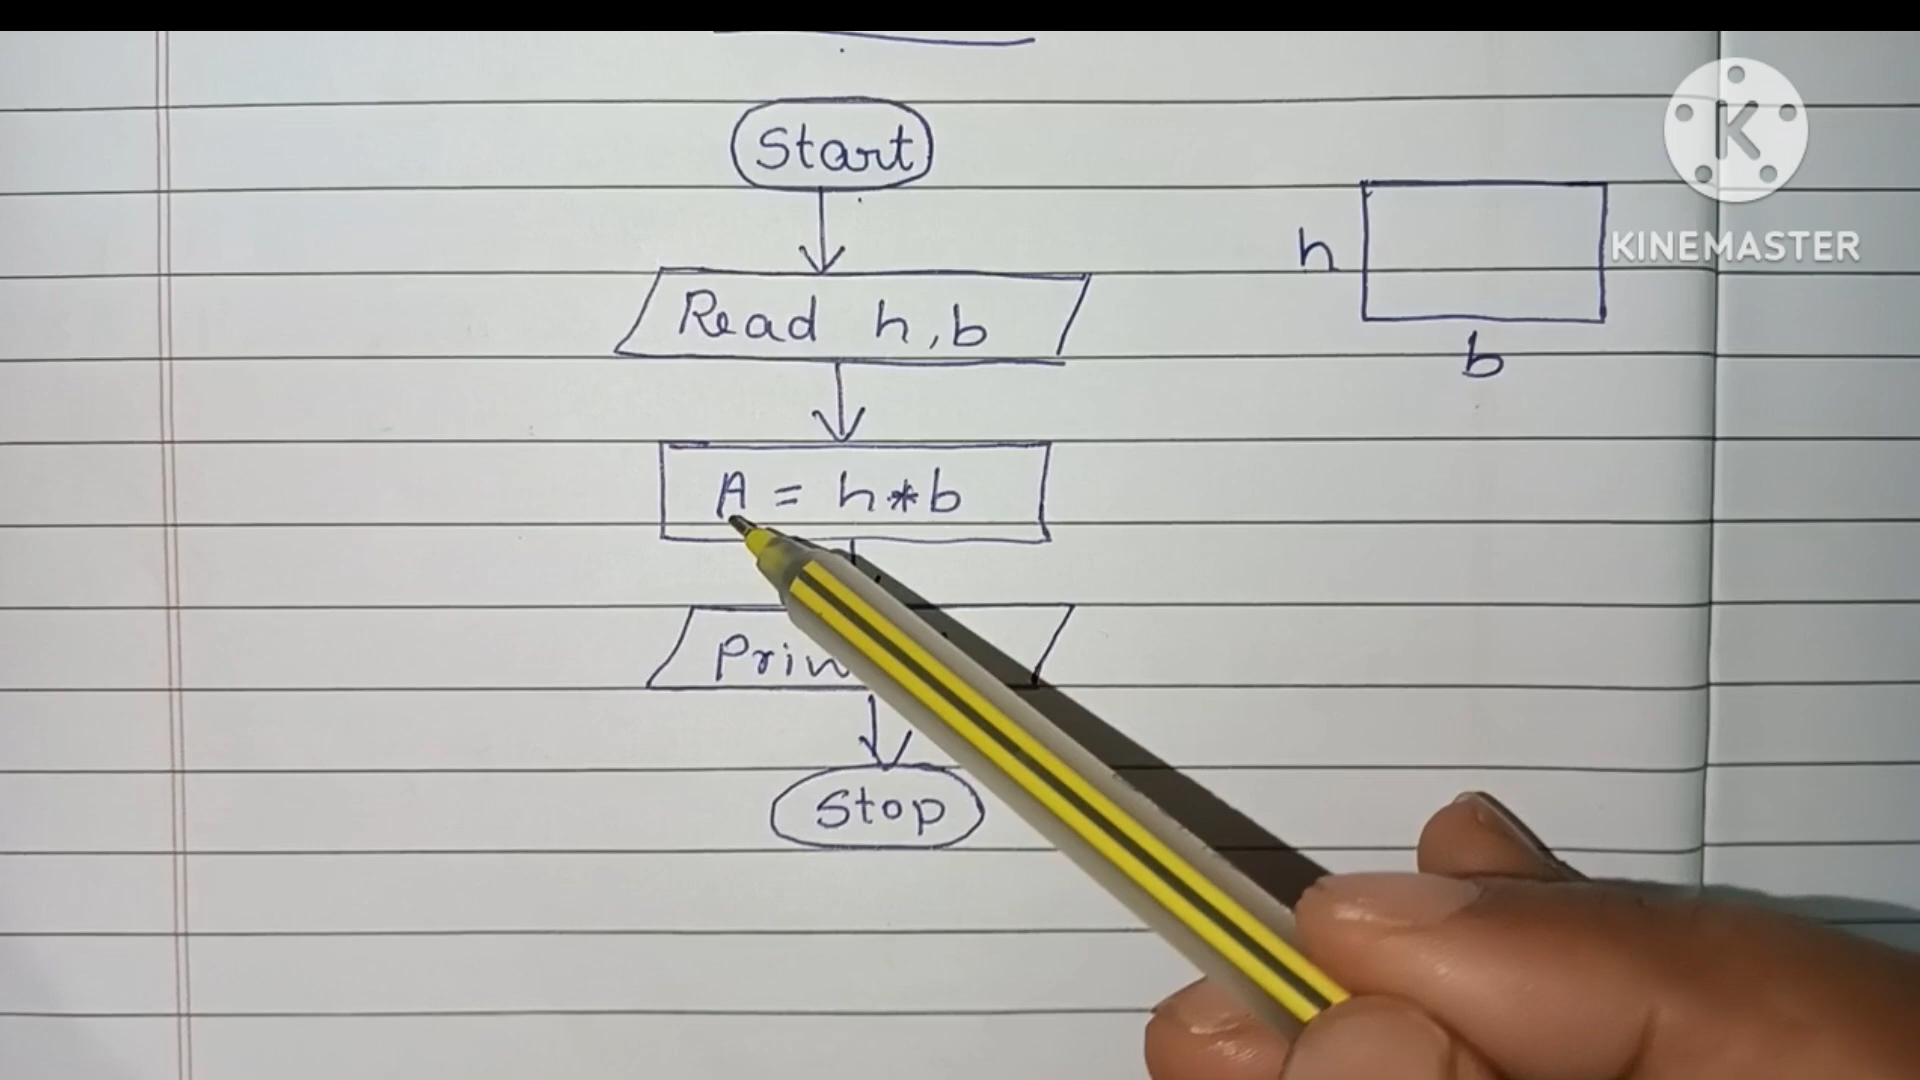 Start
Read h,b
h
b
A = h*b
Prin
Stop
K
KINEMASTER